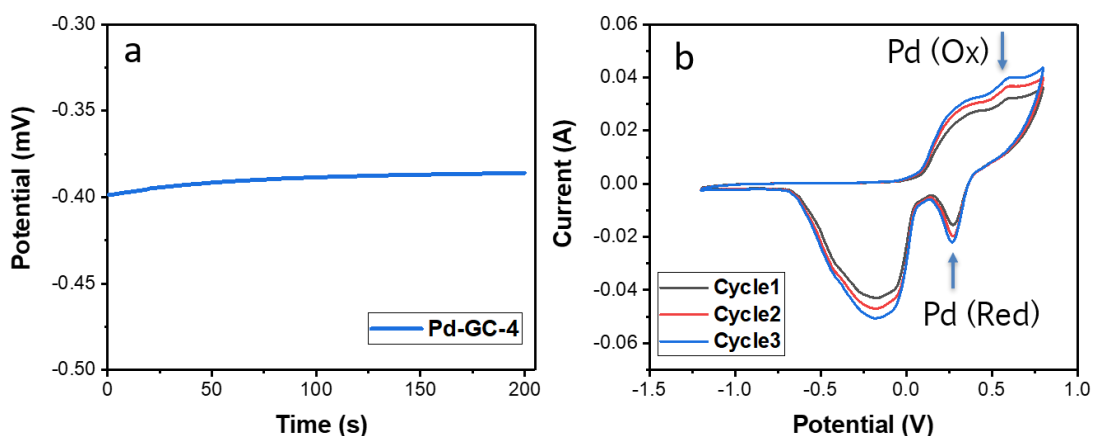 a
-0.30
-0.35
-0.40
-0.45
-0.50
Potential (mV)
Pd-GC-4
0 50 100 150 200
Time (s)
b
Pd (Ox)
0.06
0.04
0.02
0.00
-0.02
-0.04
-0.06
Current (A)
Cycle1
Cycle2
Cycle3
Pd (Red)
-1.5 -1.0 -0.5 0.0 0.5 1.0
Potential (V)